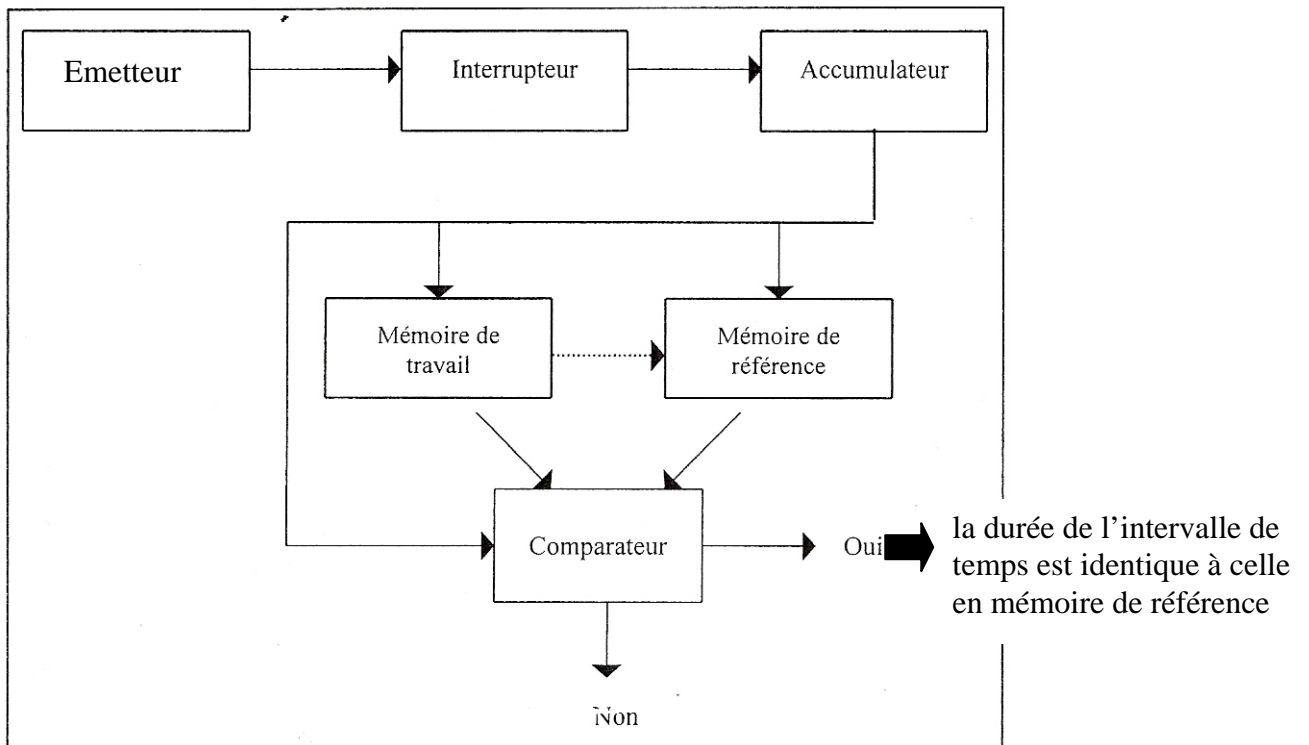 Emetteur
Interrupteur
Accumulateur
Mémoire de
travail
Mémoire de
référence
Comparateur
Oui
la durée de l’intervalle de
temps est identique à celle
en mémoire de référence
Non